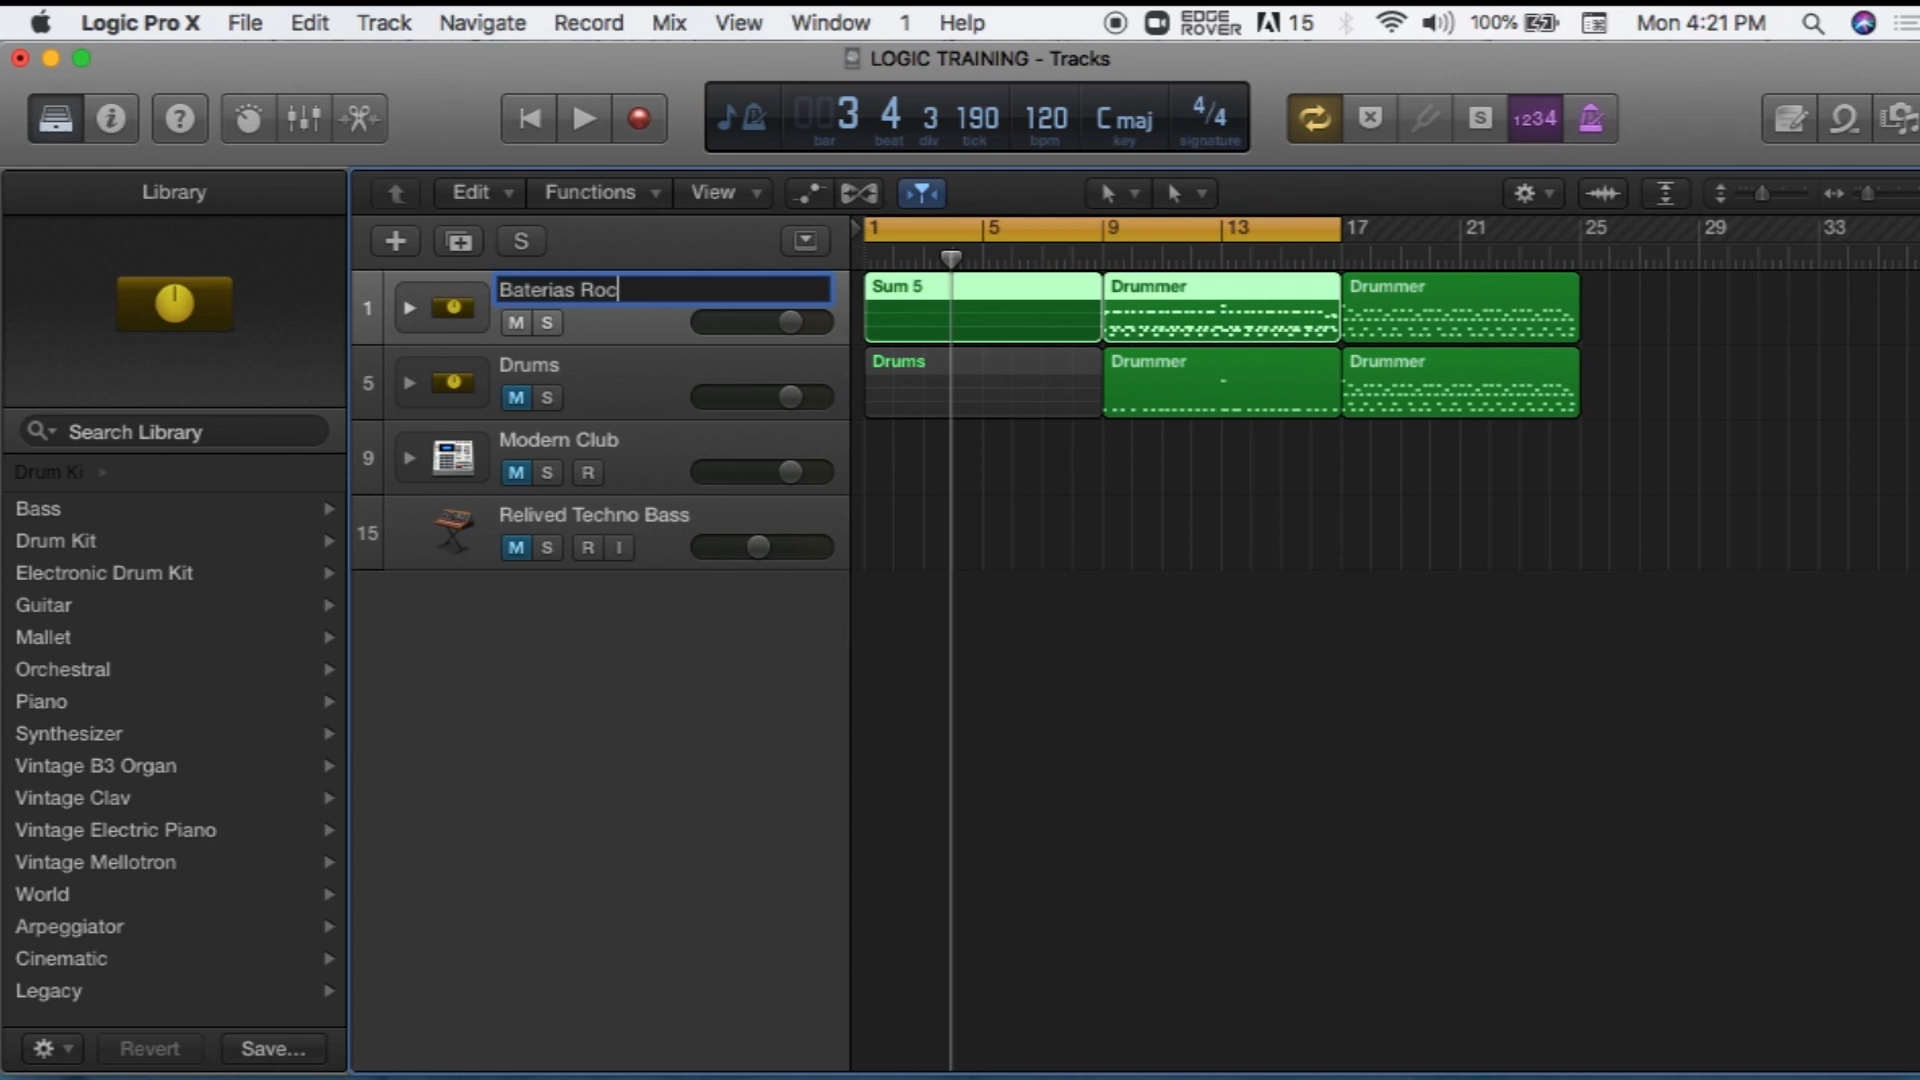 Logic Pro X File Edit Track Navigate Record Mix View Window 1 Help EDGE ROVER 15 100% Mon 4:21 PM
LOGIC TRAINING - Tracks
003 4 3 190 120 C maj 4/4 S 1234
bar beat div tick bpm key signature
Library Edit Functions View
S 1 5 9 13 17 21 25 29 33
1 Baterias Roc Sum 5 Drummer Drummer
M S
5 Drums Drums Drummer Drummer
M S
Search Library
9 Modern Club
M S R
Drum Ki
Bass
15 Relived Techno Bass
M S R I
Drum Kit
Electronic Drum Kit
Guitar
Mallet
Orchestral
Piano
Synthesizer
Vintage B3 Organ
Vintage Clav
Vintage Electric Piano
Vintage Mellotron
World
Arpeggiator
Cinematic
Legacy
Revert Save...